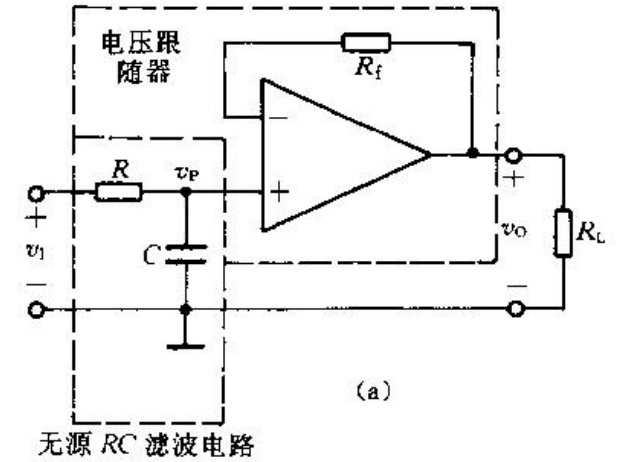 电压跟
随器
R_f
−
R
v_P
+
+
+
v_I
C
v_O
R_L
−
−
(a)
无源 RC 滤波电路